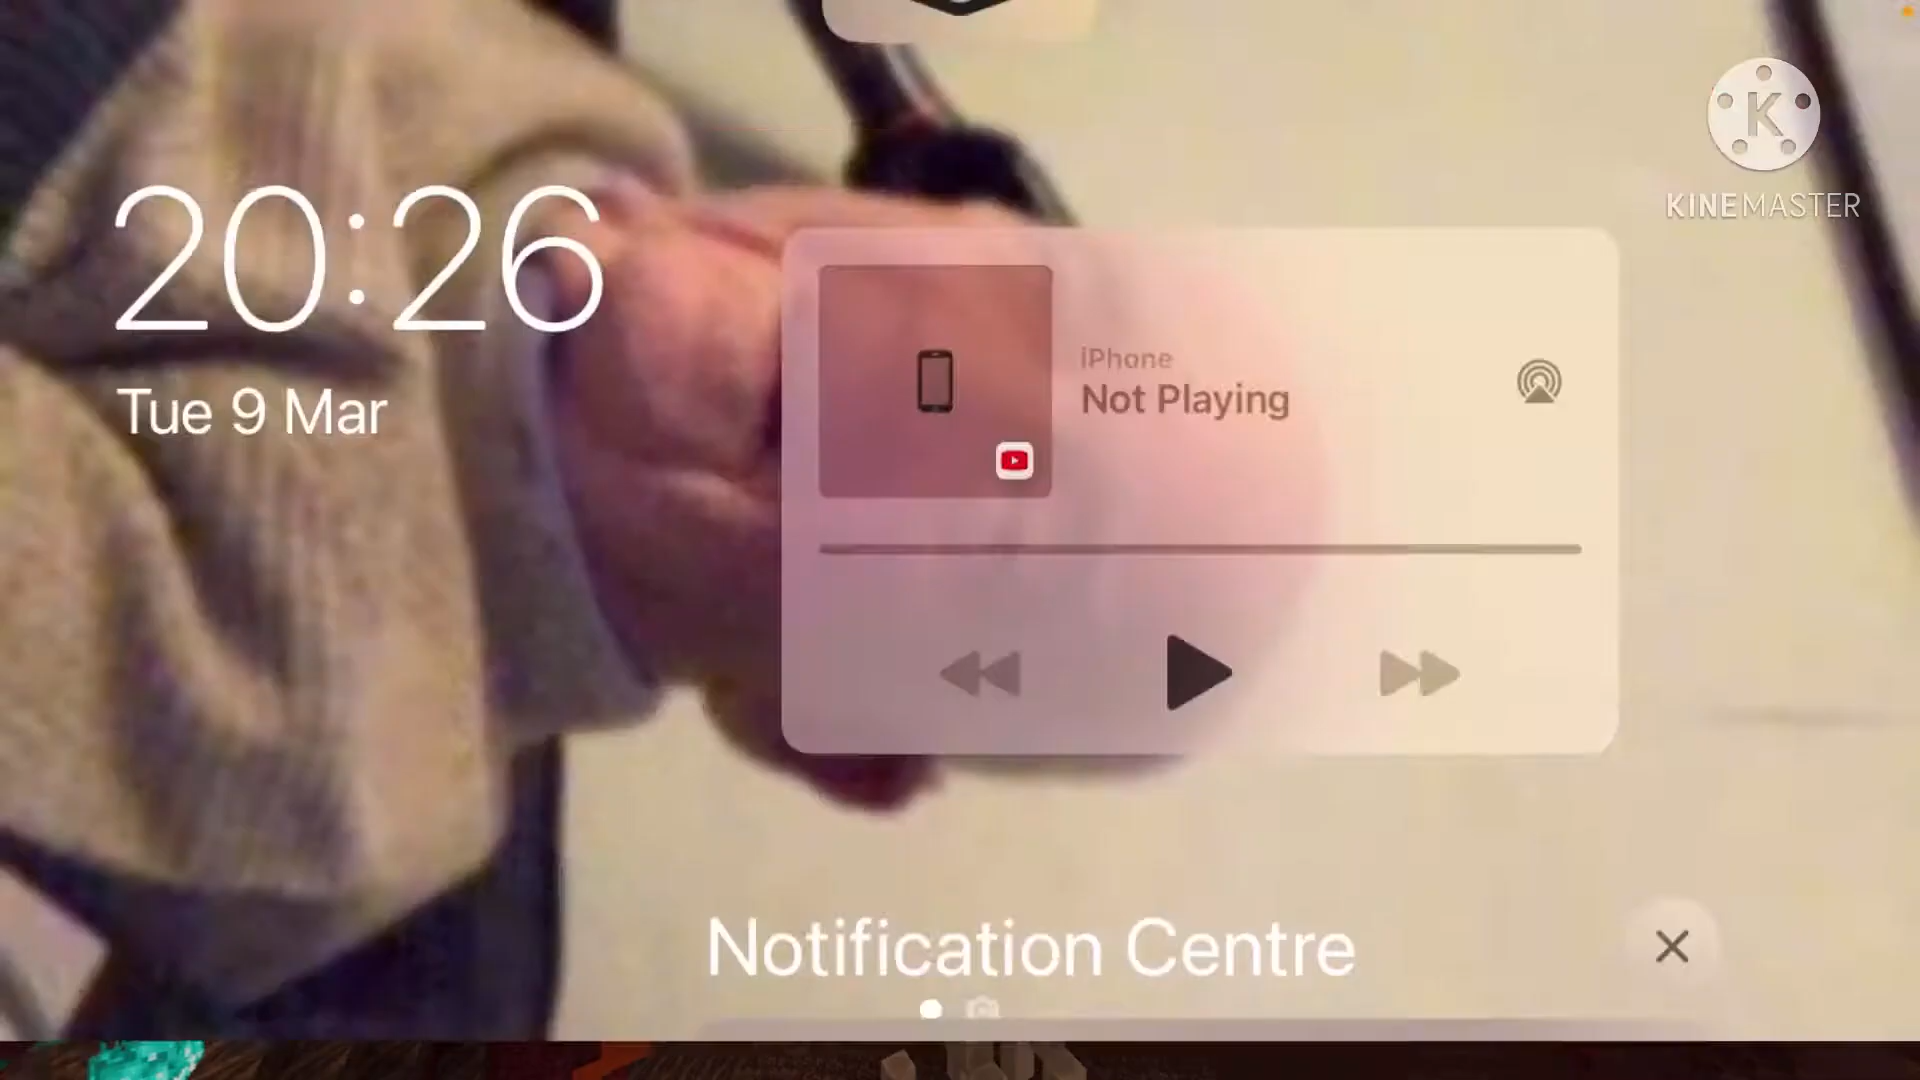 K
KINEMASTER
20:26
Tue 9 Mar
iPhone
Not Playing
Notification Centre